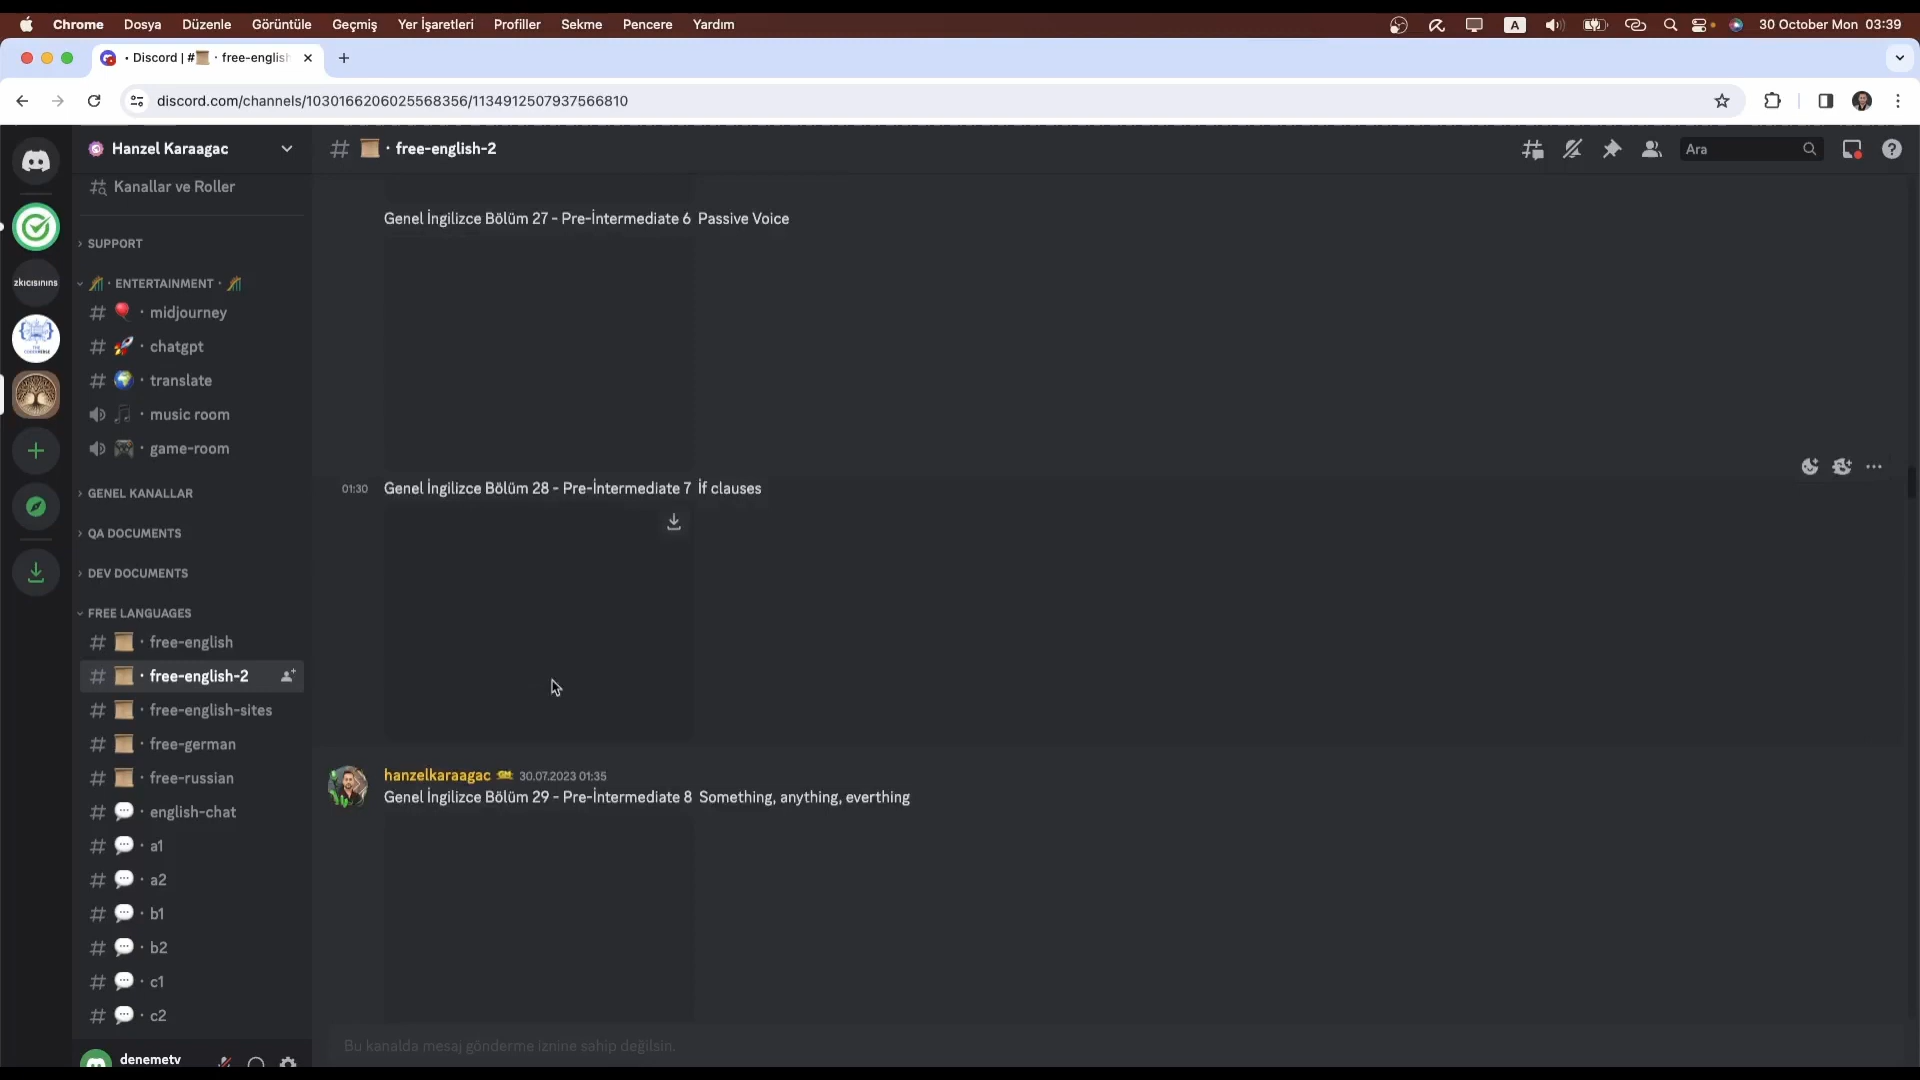 Chrome Dosya Düzenle Görüntüle Geçmiş Yer İşaretleri Profiller Sekme Pencere Yardım
A
30 October Mon 03:39
• Discord | # · free-english
discord.com/channels/1030166206025568356/1134912507937566810
Hanzel Karaagac
# · free-english-2
Ara
Kanallar ve Roller
SUPPORT
· ENTERTAINMENT ·
# · midjourney
# · chatgpt
# · translate
· music room
· game-room
GENEL KANALLAR
QA DOCUMENTS
DEV DOCUMENTS
FREE LANGUAGES
# · free-english
# · free-english-2
# · free-english-sites
# · free-german
# · free-russian
# · english-chat
# · a1
# · a2
# · b1
# · b2
# · c1
# · c2
denemetv
zkıcısınıns
Genel İngilizce Bölüm 27 - Pre-İntermediate 6 Passive Voice
01:30 Genel İngilizce Bölüm 28 - Pre-İntermediate 7 İf clauses
hanzelkaraagac 30.07.2023 01:35
Genel İngilizce Bölüm 29 - Pre-İntermediate 8 Something, anything, everthing
Bu kanalda mesaj gönderme iznine sahip değilsin.